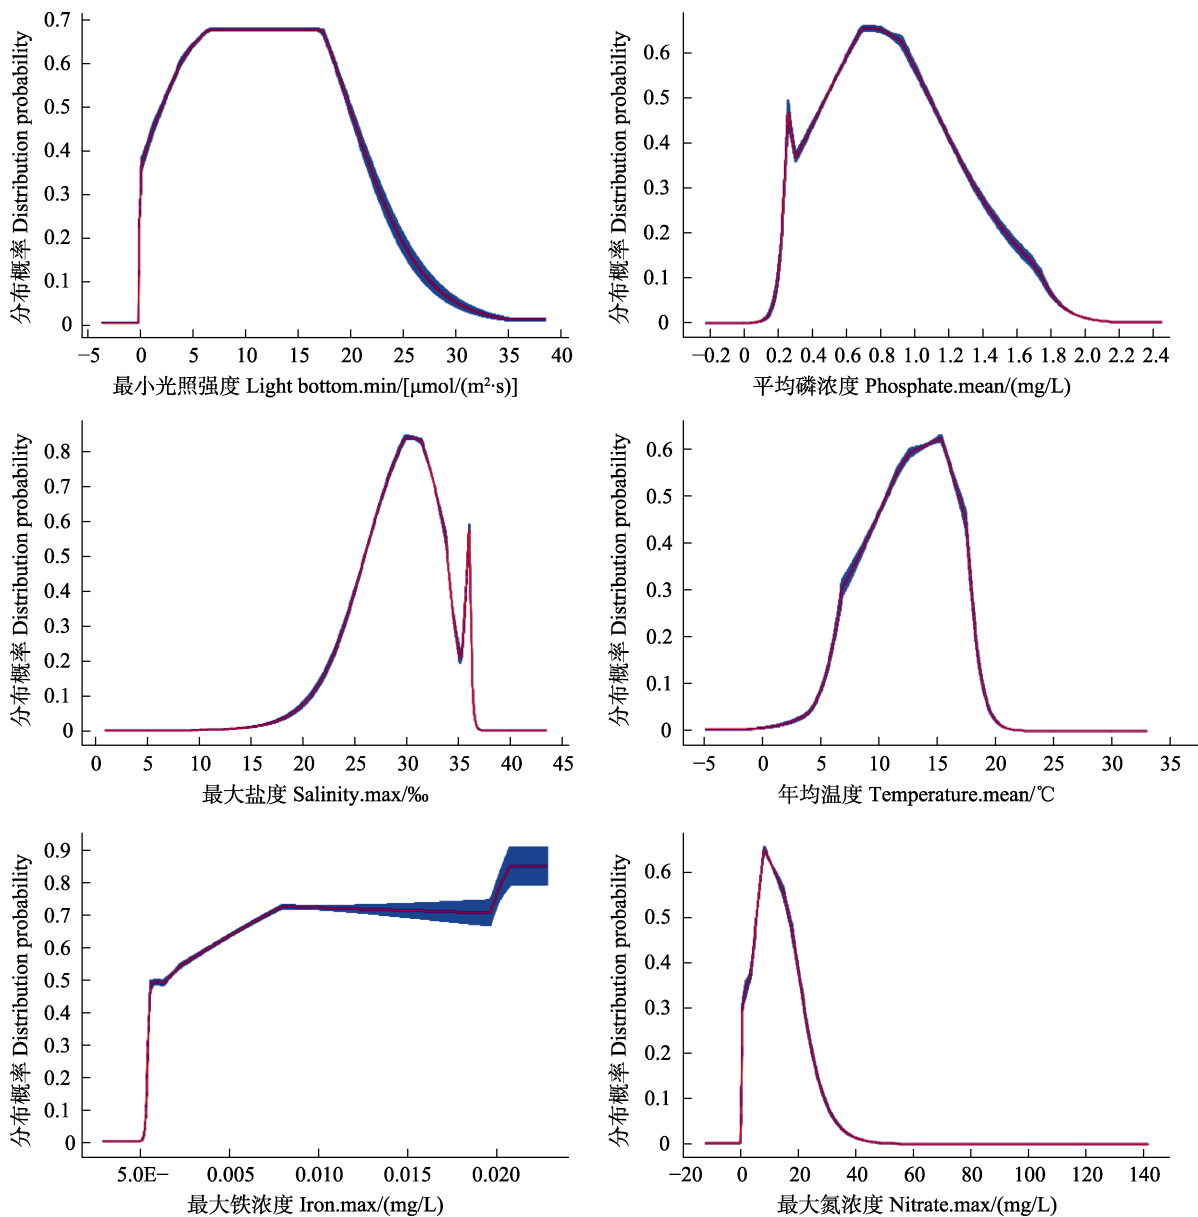 0.7
0.6
0.5
0.4
0.3
0.2
0.1
0
分布概率 Distribution probability
−5 0 5 10 15 20 25 30 35 40
最小光照强度 Light bottom.min/[μmol/(m²·s)]
0.6
0.5
0.4
0.3
0.2
0.1
0
分布概率 Distribution probability
−0.2 0 0.2 0.4 0.6 0.8 1.0 1.2 1.4 1.6 1.8 2.0 2.2 2.4
平均磷浓度 Phosphate.mean/(mg/L)
0.8
0.7
0.6
0.5
0.4
0.3
0.2
0.1
0
分布概率 Distribution probability
0 5 10 15 20 25 30 35 40 45
最大盐度 Salinity.max/‰
0.6
0.5
0.4
0.3
0.2
0.1
0
分布概率 Distribution probability
−5 0 5 10 15 20 25 30 35
年均温度 Temperature.mean/℃
0.9
0.8
0.7
0.6
0.5
0.4
0.3
0.2
0.1
0
分布概率 Distribution probability
5.0E− 0.005 0.010 0.015 0.020
最大铁浓度 Iron.max/(mg/L)
0.6
0.5
0.4
0.3
0.2
0.1
0
分布概率 Distribution probability
−20 0 20 40 60 80 100 120 140
最大氮浓度 Nitrate.max/(mg/L)